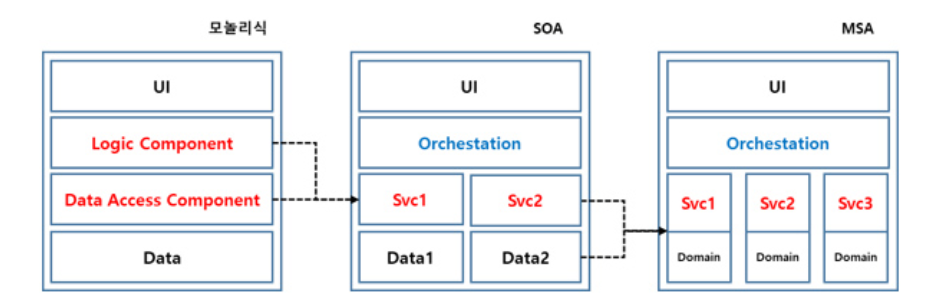 모놀리식
SOA
MSA
UI
UI
UI
Logic Component
Orchestation
Orchestation
Data Access Component
Svc1
Svc2
Svc1
Svc2
Svc3
Data
Data1
Data2
Domain
Domain
Domain